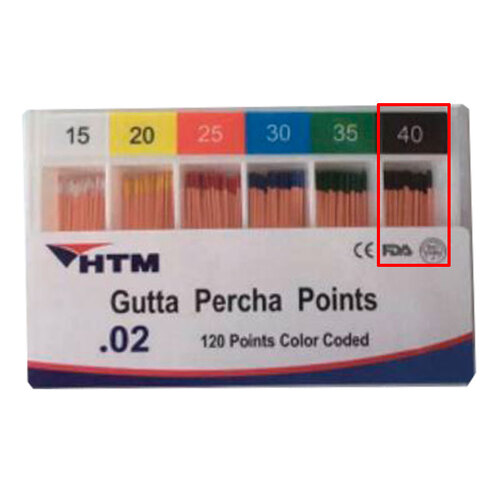 15 20 25 30 35 40
HTM CE FDA
Gutta Percha Points
.02 120 Points Color Coded